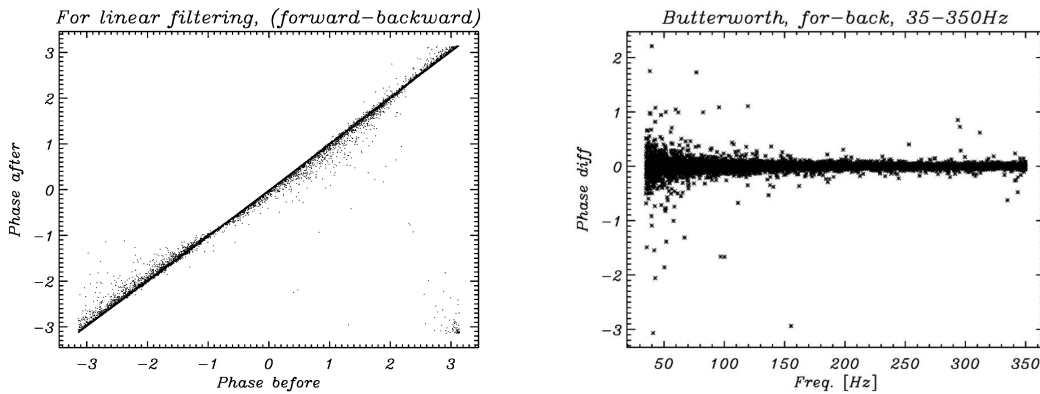 For linear filtering, (forward-backward)
3
2
1
0
-1
-2
-3
Phase after
-3 -2 -1 0 1 2 3
Phase before
Butterworth, for-back, 35-350Hz
2
1
0
-1
-2
-3
Phase diff
50 100 150 200 250 300 350
Freq. [Hz]